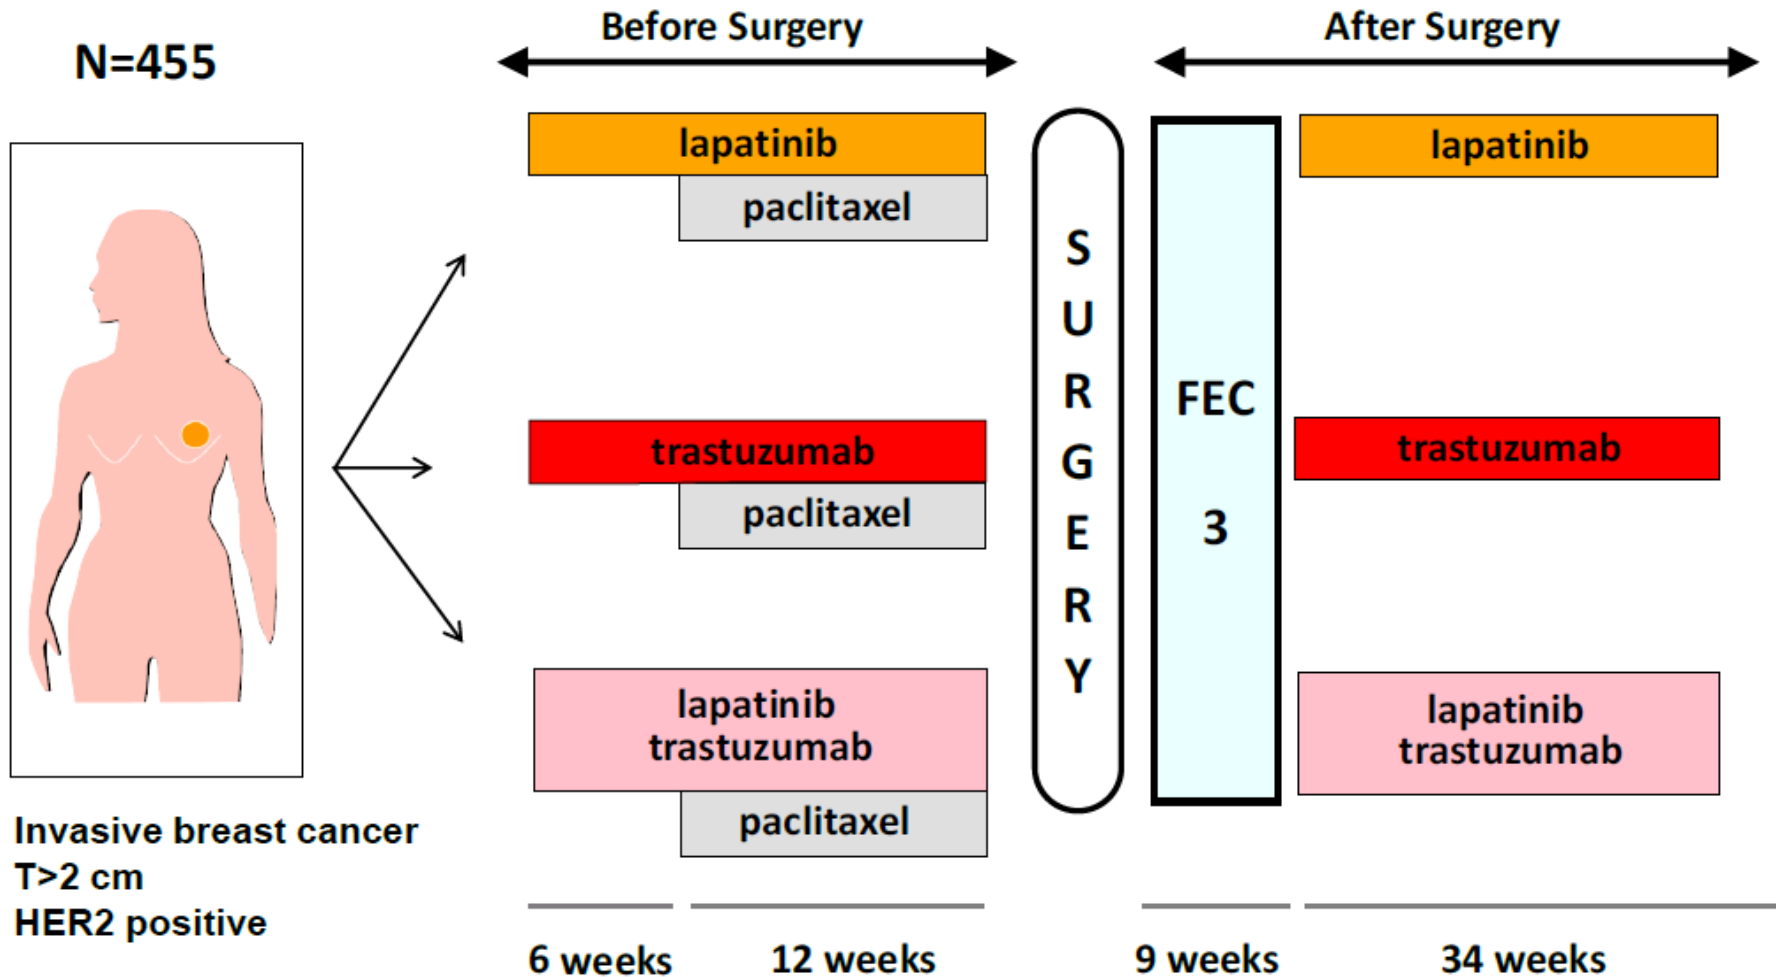 N=455
Before Surgery
After Surgery
lapatinib
paclitaxel
trastuzumab
paclitaxel
lapatinib
trastuzumab
paclitaxel
SURGERY
FEC
3
lapatinib
trastuzumab
lapatinib
trastuzumab
Invasive breast cancer
T>2 cm
HER2 positive
6 weeks
12 weeks
9 weeks
34 weeks